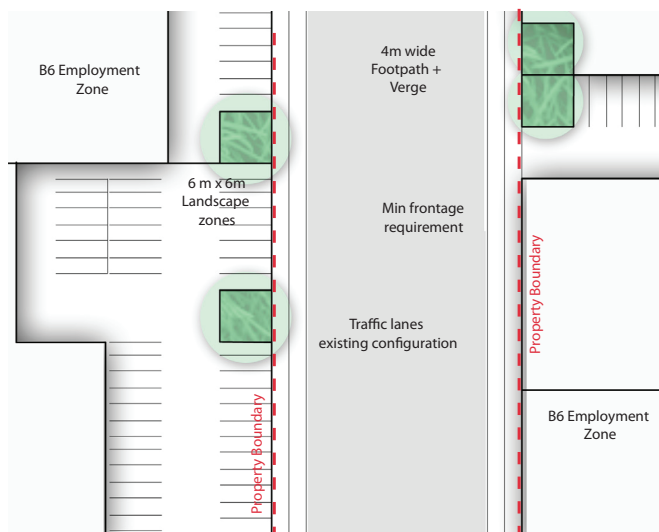 B6 Employment
Zone
4m wide
Footpath +
Verge
6 m x 6m
Landscape
zones
Min frontage
requirement
Property Boundary
Traffic lanes
existing configuration
Property Boundary
B6 Employment
Zone